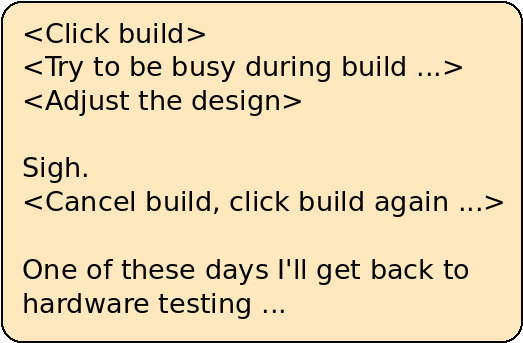 <Click build>
<Try to be busy during build ...>
<Adjust the design>
Sigh.
<Cancel build, click build again ...>
One of these days I'll get back to
hardware testing ...